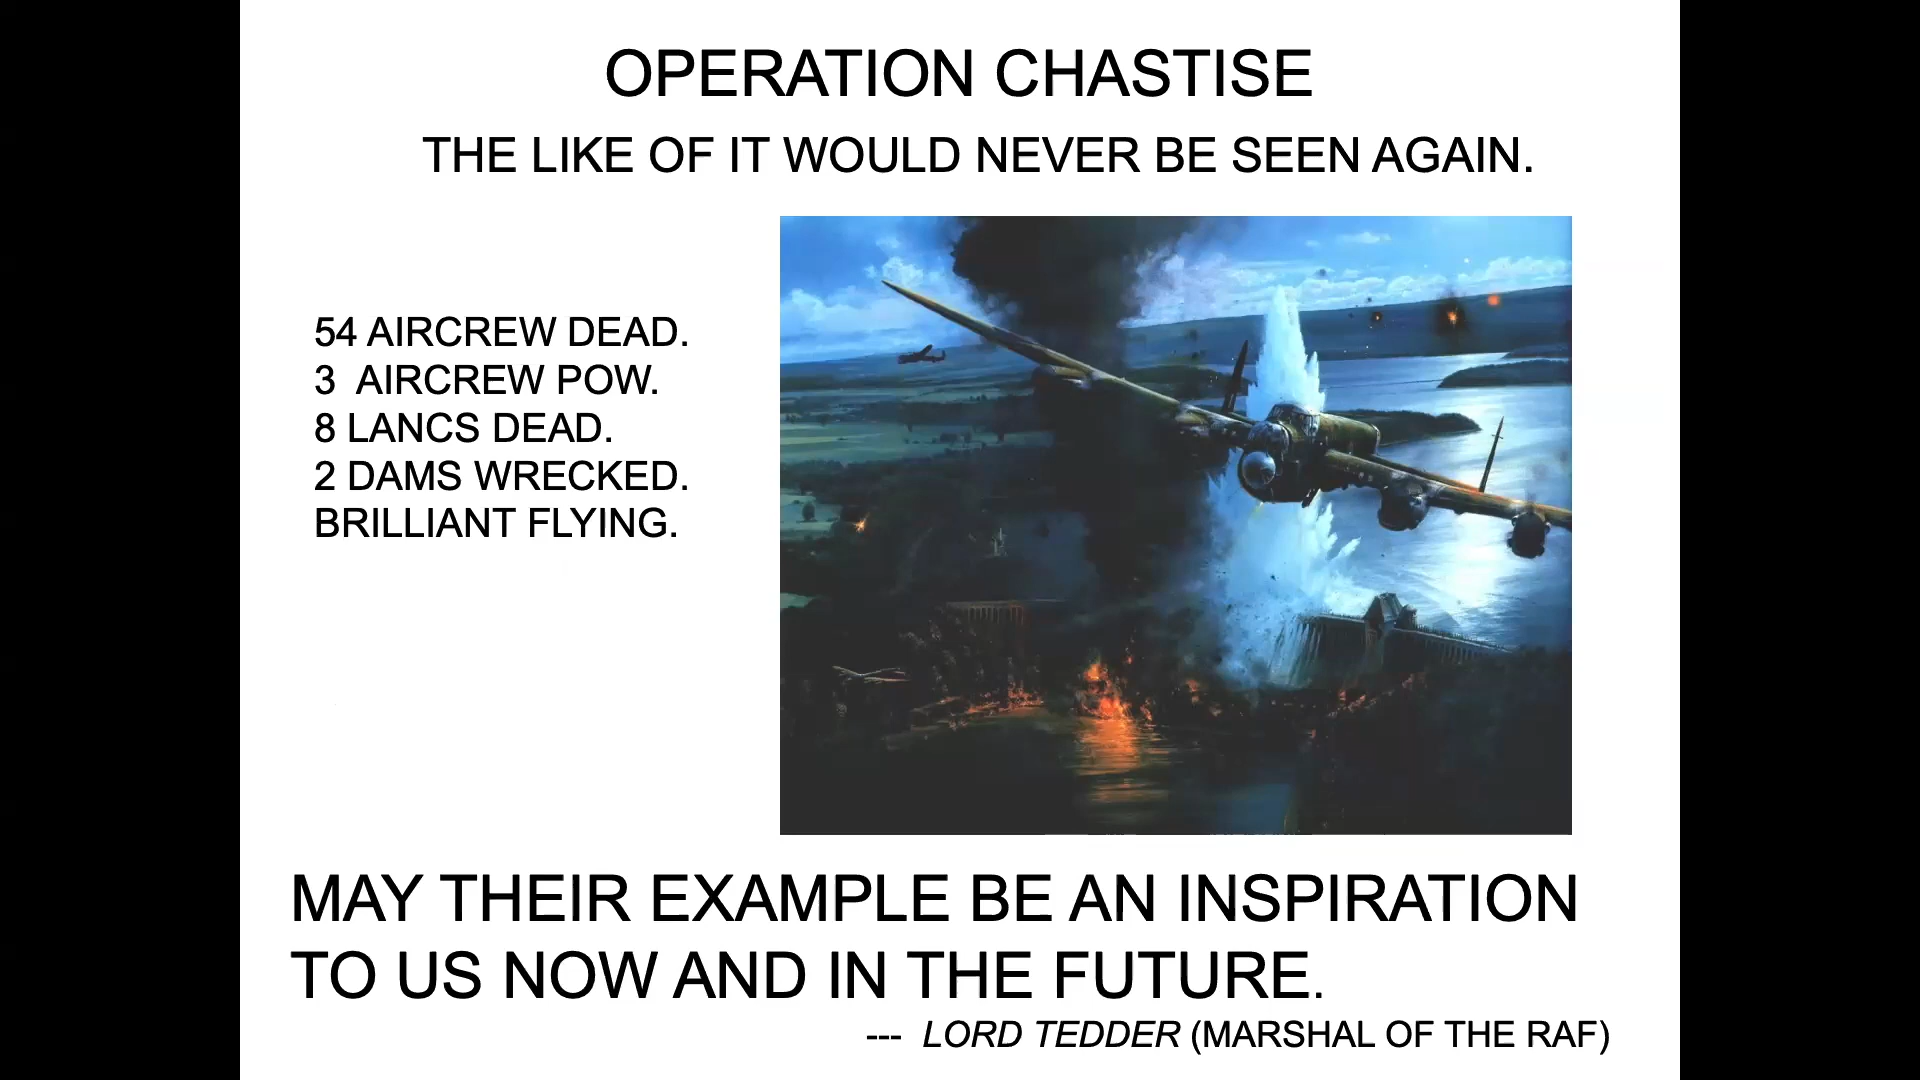 OPERATION CHASTISE
THE LIKE OF IT WOULD NEVER BE SEEN AGAIN.
54 AIRCREW DEAD.
3 AIRCREW POW.
8 LANCS DEAD.
2 DAMS WRECKED.
BRILLIANT FLYING.
MAY THEIR EXAMPLE BE AN INSPIRATION
TO US NOW AND IN THE FUTURE.
--- LORD TEDDER (MARSHAL OF THE RAF)